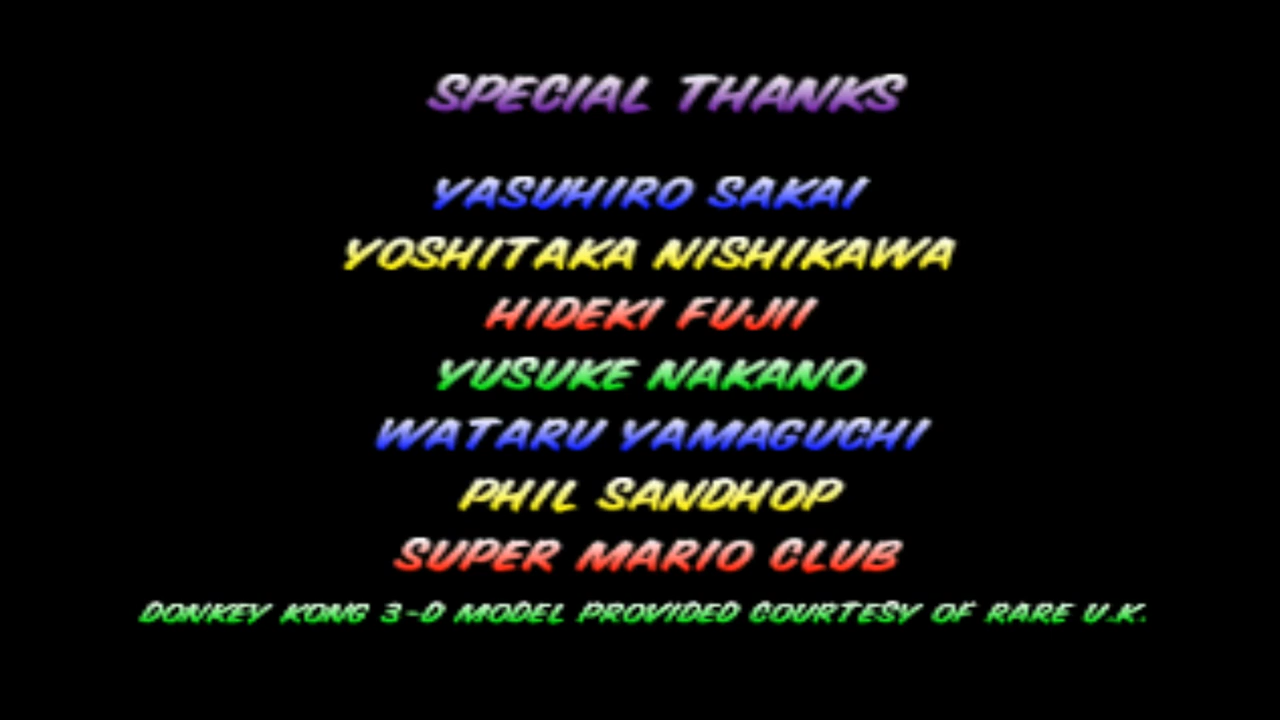 SPECIAL THANKS
YASUHIRO SAKAI
YOSHITAKA NISHIKAWA
HIDEKI FUJII
YUSUKE NAKANO
WATARU YAMAGUCHI
PHIL SANDHOP
SUPER MARIO CLUB
DONKEY KONG 3-D MODEL PROVIDED COURTESY OF RARE U.K.